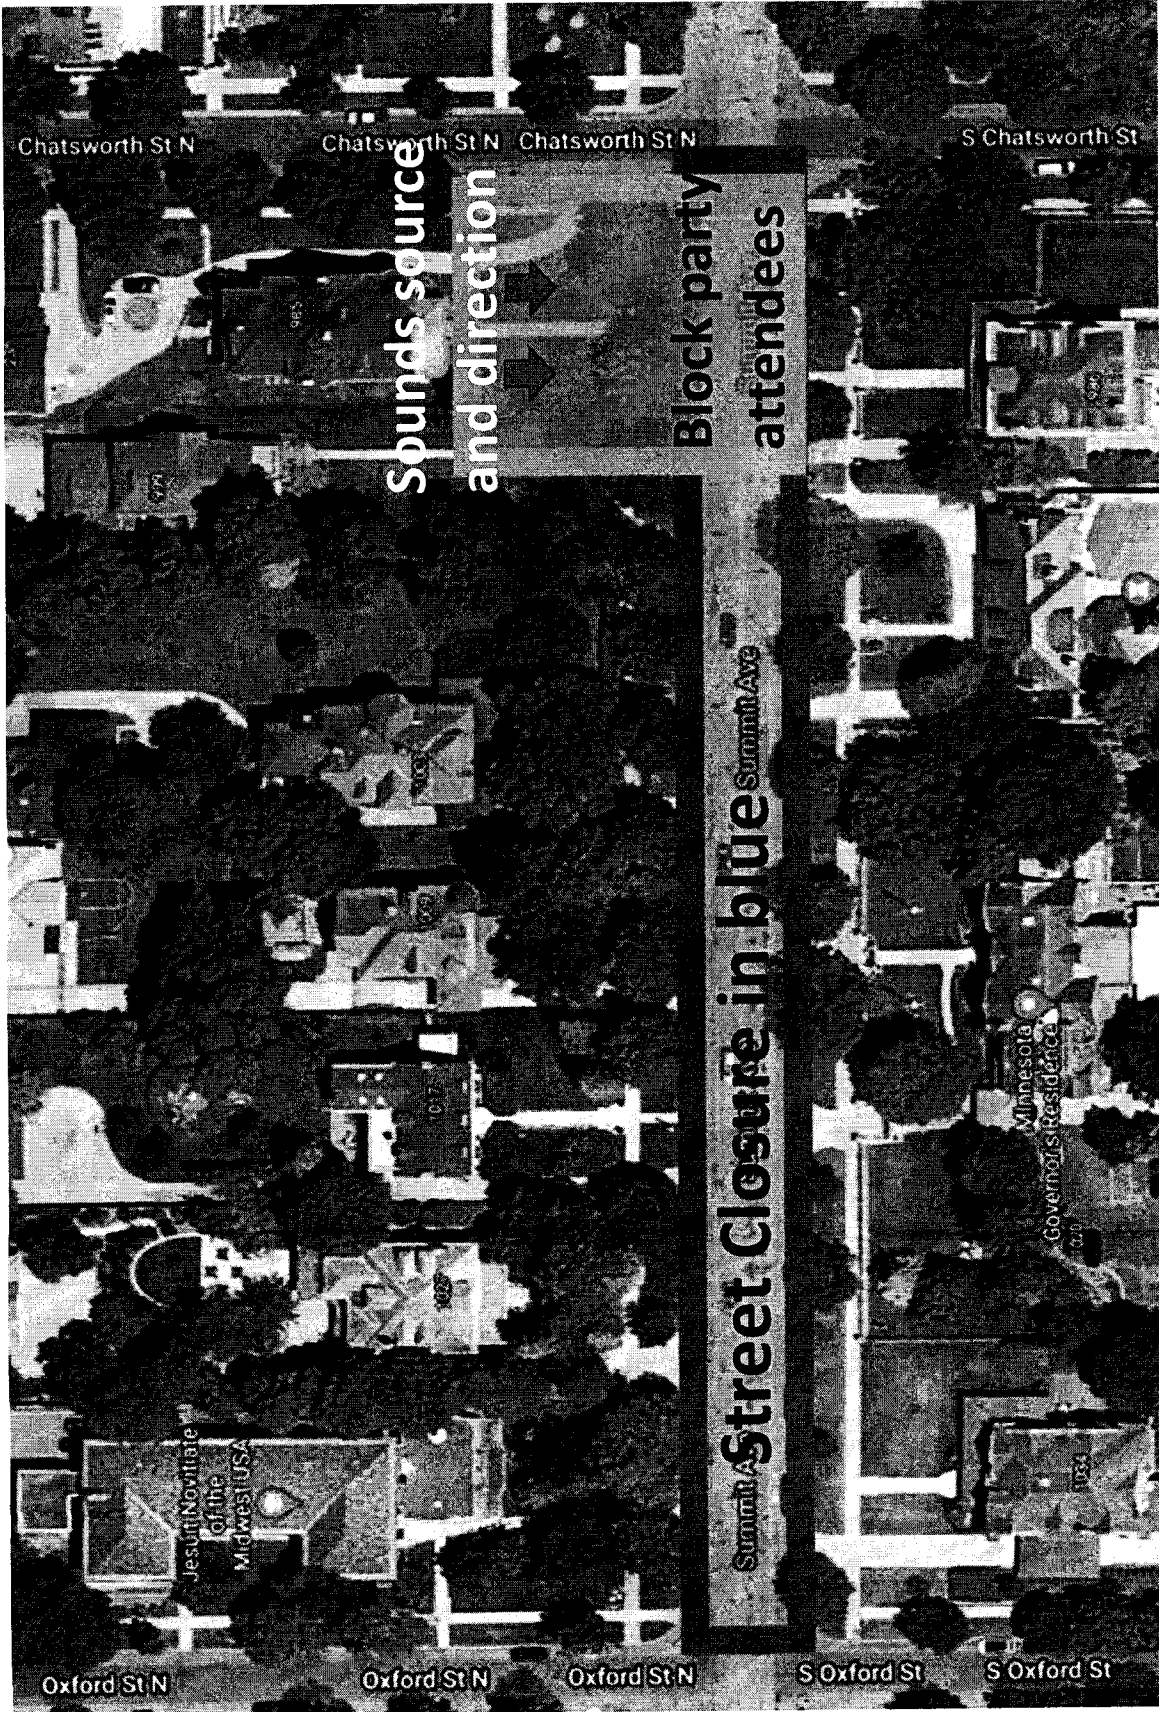 Chatsworth St N
Chatsworth St N
Chatsworth St N
S Chatsworth St
Sounds source
and direction
Block party
attendees
965
Summit Ave
Street Closure in blue
Summit A
Minnesota
Governor's Residence
Jesuit Novitiate
of the
Midwest USA
1034
Oxford St N
Oxford St N
Oxford St N
S Oxford St
S Oxford St